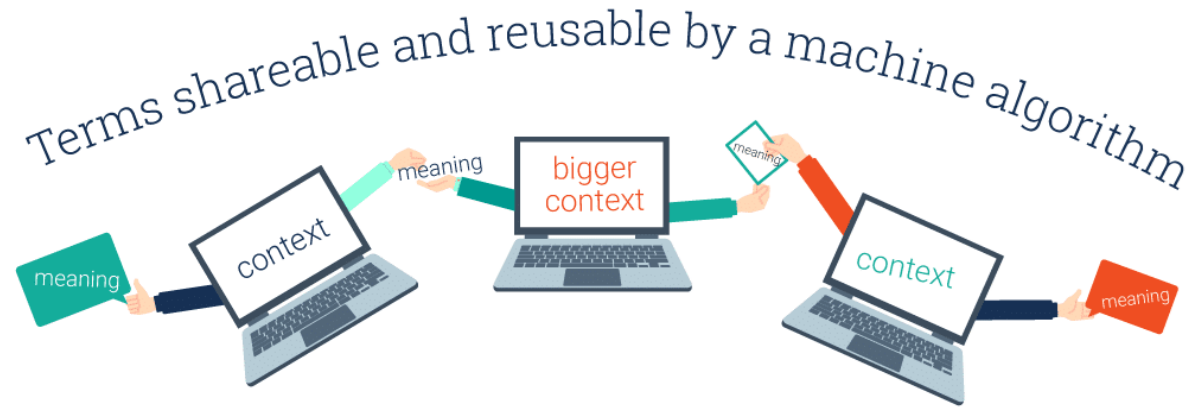 Terms shareable and reusable by a machine algorithm
meaning
context
meaning
bigger
context
meaning
context
meaning